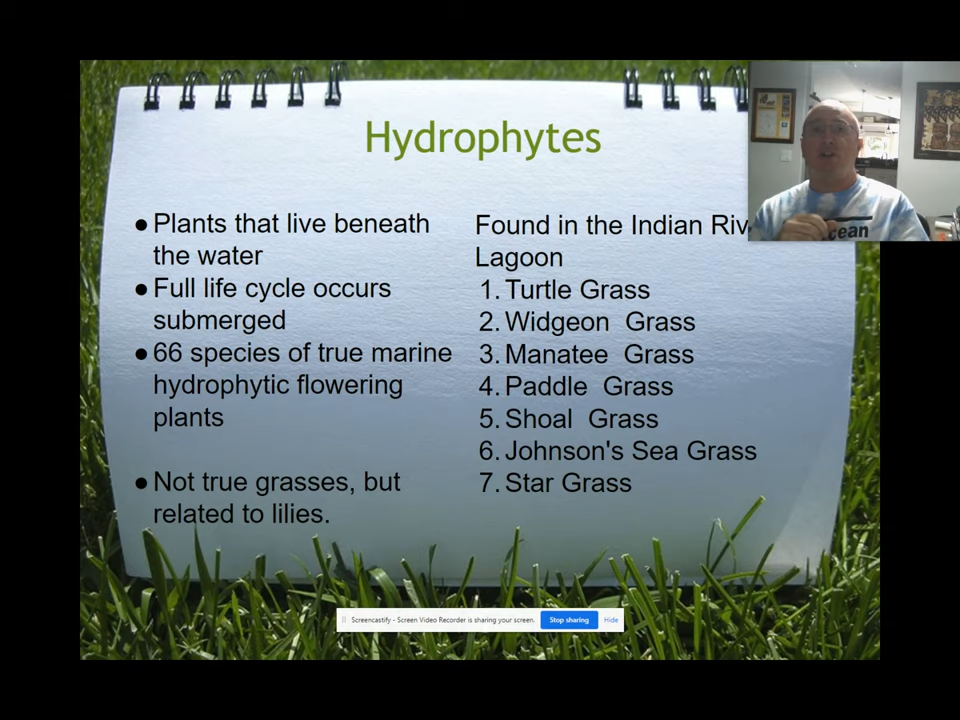 Hydrophytes
● Plants that live beneath
the water
● Full life cycle occurs
submerged
● 66 species of true marine
hydrophytic flowering
plants
● Not true grasses, but
related to lilies.
Found in the Indian Riv
Lagoon
1. Turtle Grass
2. Widgeon Grass
3. Manatee Grass
4. Paddle Grass
5. Shoal Grass
6. Johnson's Sea Grass
7. Star Grass
cean
Screencastify - Screen Video Recorder is sharing your screen.
Stop sharing
Hide